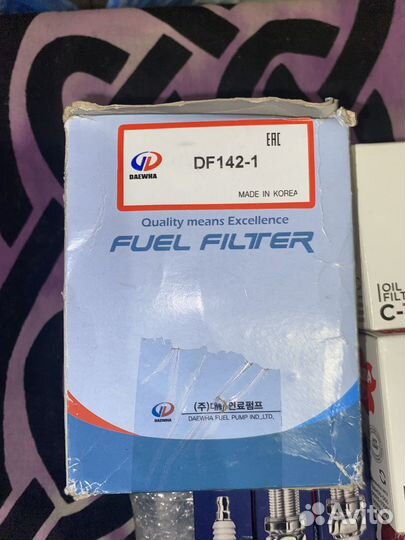 EAC
DF142-1
DAEWHA
MADE IN KOREA
Quality means Excellence
FUEL FILTER
OIL
FILT
C-
(주)대화연료펌프
DAEWHA
DAEWHA FUEL PUMP IND.,LTD.
Avito